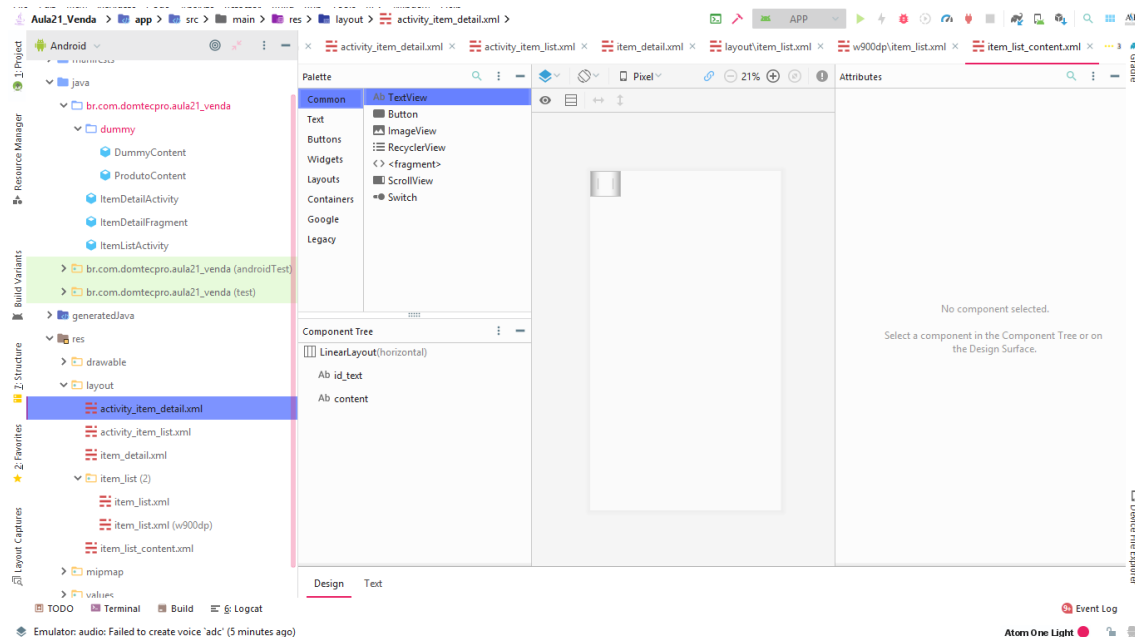 Aula21_Venda > app > src > main > res > layout > activity_item_detail.xml >
APP
Android
activity_item_detail.xml
activity_item_list.xml
item_detail.xml
layout\item_list.xml
w900dp\item_list.xml
item_list_content.xml
3
1: Project
Resource Manager
Build Variants
7: Structure
2: Favorites
Layout Captures
java
br.com.domtecpro.aula21_venda
dummy
DummyContent
ProdutoContent
ItemDetailActivity
ItemDetailFragment
ItemListActivity
br.com.domtecpro.aula21_venda (androidTest)
br.com.domtecpro.aula21_venda (test)
generatedJava
res
drawable
layout
activity_item_detail.xml
activity_item_list.xml
item_detail.xml
item_list (2)
item_list.xml
item_list.xml (w900dp)
item_list_content.xml
mipmap
values
Palette
Common
Text
Buttons
Widgets
Layouts
Containers
Google
Legacy
Ab TextView
Button
ImageView
RecyclerView
<fragment>
ScrollView
Switch
Component Tree
LinearLayout(horizontal)
Ab id_text
Ab content
Pixel
21%
Attributes
No component selected.
Select a component in the Component Tree or on
the Design Surface.
Gradle
Device File Explorer
Design Text
TODO Terminal Build 6: Logcat
Event Log
Emulator: audio: Failed to create voice `adc' (5 minutes ago)
Atom One Light